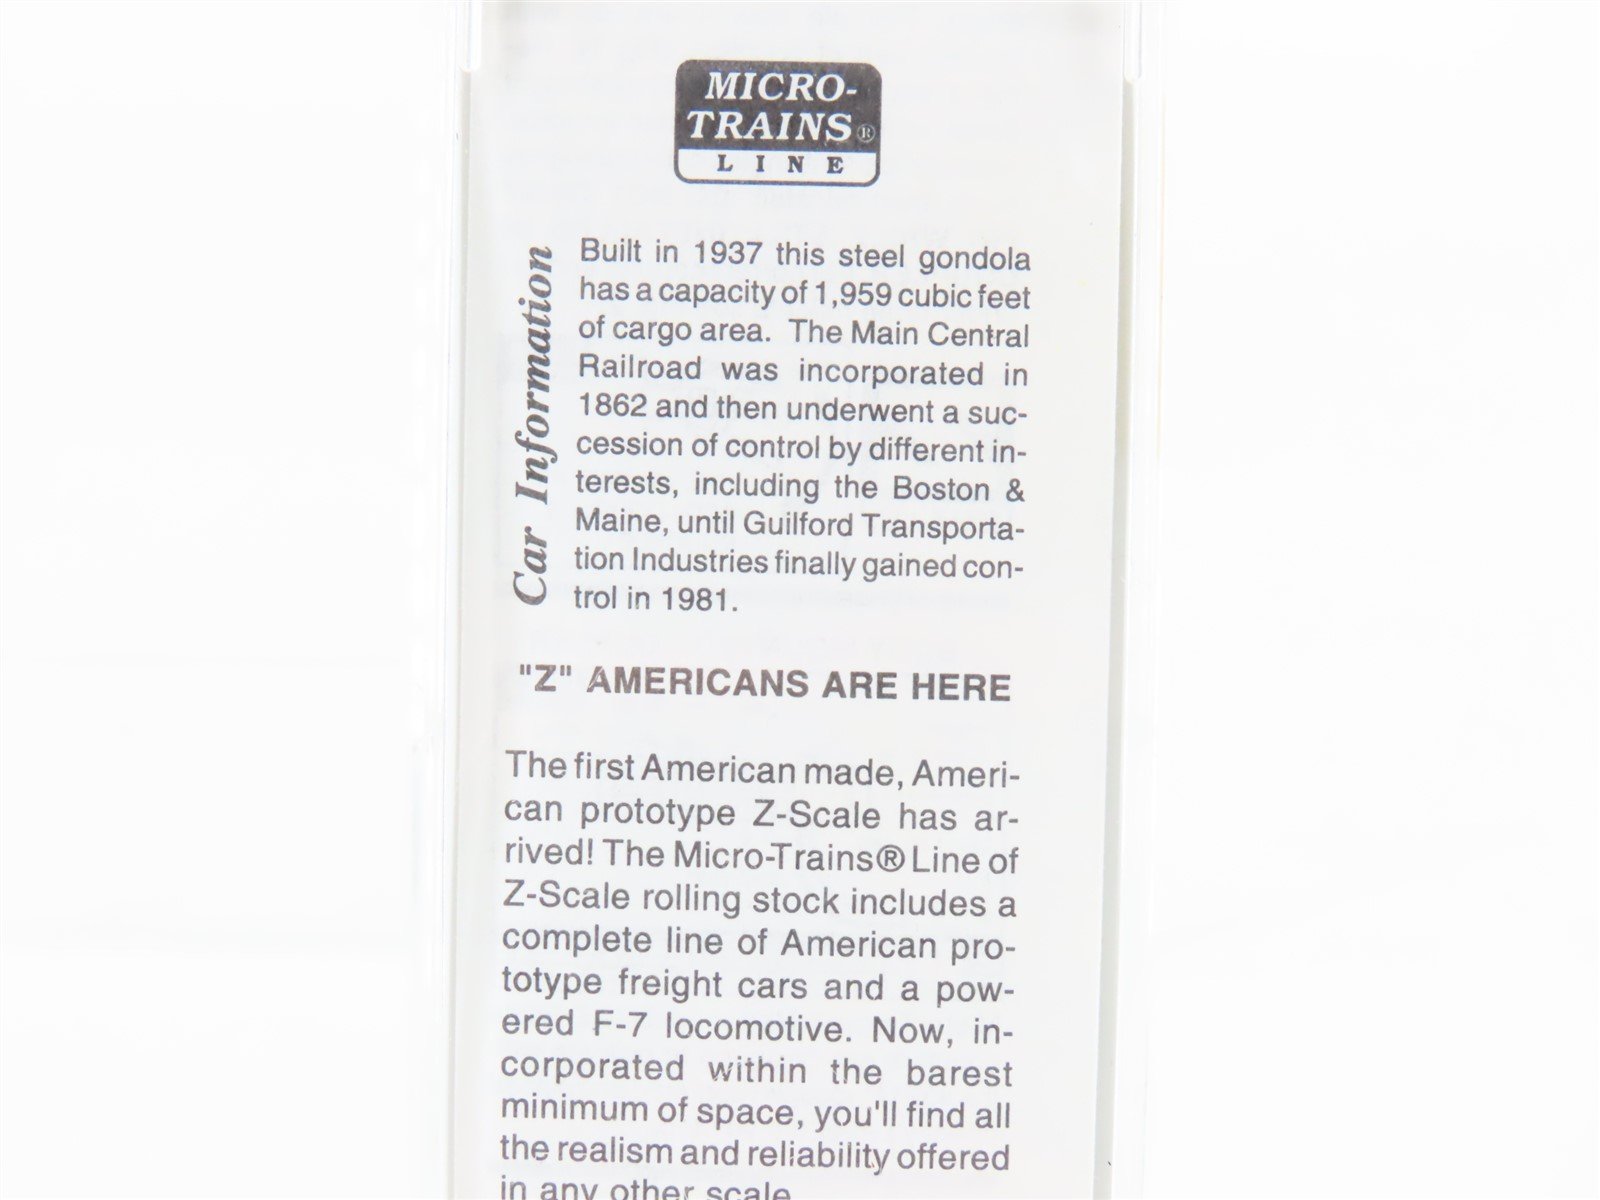 MICRO-
TRAINS®
LINE
Car Information
Built in 1937 this steel gondola
has a capacity of 1,959 cubic feet
of cargo area. The Main Central
Railroad was incorporated in
1862 and then underwent a suc-
cession of control by different in-
terests, including the Boston &
Maine, until Guilford Transporta-
tion Industries finally gained con-
trol in 1981.
"Z" AMERICANS ARE HERE
The first American made, Ameri-
can prototype Z-Scale has ar-
rived! The Micro-Trains® Line of
Z-Scale rolling stock includes a
complete line of American pro-
totype freight cars and a pow-
ered F-7 locomotive. Now, in-
corporated within the barest
minimum of space, you'll find all
the realism and reliability offered
in any other scale.